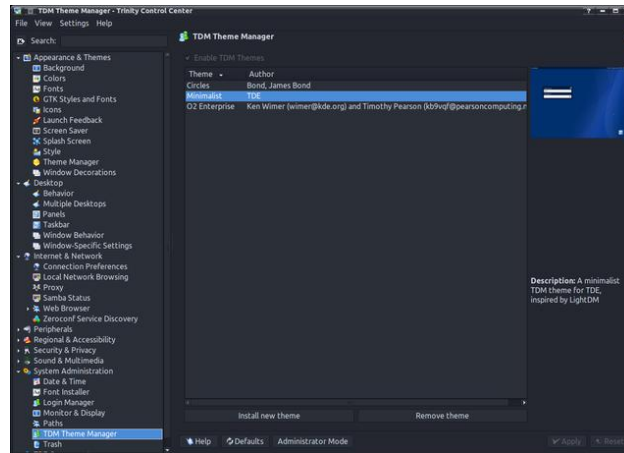 TDM Theme Manager - Trinity Control Center
File View Settings Help
Search:
Appearance & Themes
Background
Colors
Fonts
GTK Styles and Fonts
Icons
Launch Feedback
Screen Saver
Splash Screen
Style
Theme Manager
Window Decorations
Desktop
Behavior
Multiple Desktops
Panels
Taskbar
Window Behavior
Window-Specific Settings
Internet & Network
Connection Preferences
Local Network Browsing
Proxy
Samba Status
Web Browser
Zeroconf Service Discovery
Peripherals
Regional & Accessibility
Security & Privacy
Sound & Multimedia
System Administration
Date & Time
Font Installer
Login Manager
Monitor & Display
Paths
TDM Theme Manager
Trash
TDM Theme Manager
Enable TDM Themes
Theme Author
Circles Bond, James Bond
Minimalist TDE
O2 Enterprise Ken Wimer (wimer@kde.org) and Timothy Pearson (kb9vqf@pearsoncomputing.n
Description: A minimalist
TDM theme for TDE,
inspired by LightDM
Install new theme Remove theme
Help Defaults Administrator Mode Apply Reset